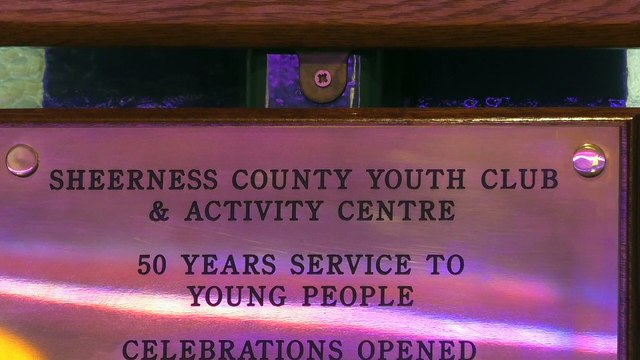 SHEERNESS COUNTY YOUTH CLUB
& ACTIVITY CENTRE
50 YEARS SERVICE TO
YOUNG PEOPLE
CELEBRATIONS OPENED